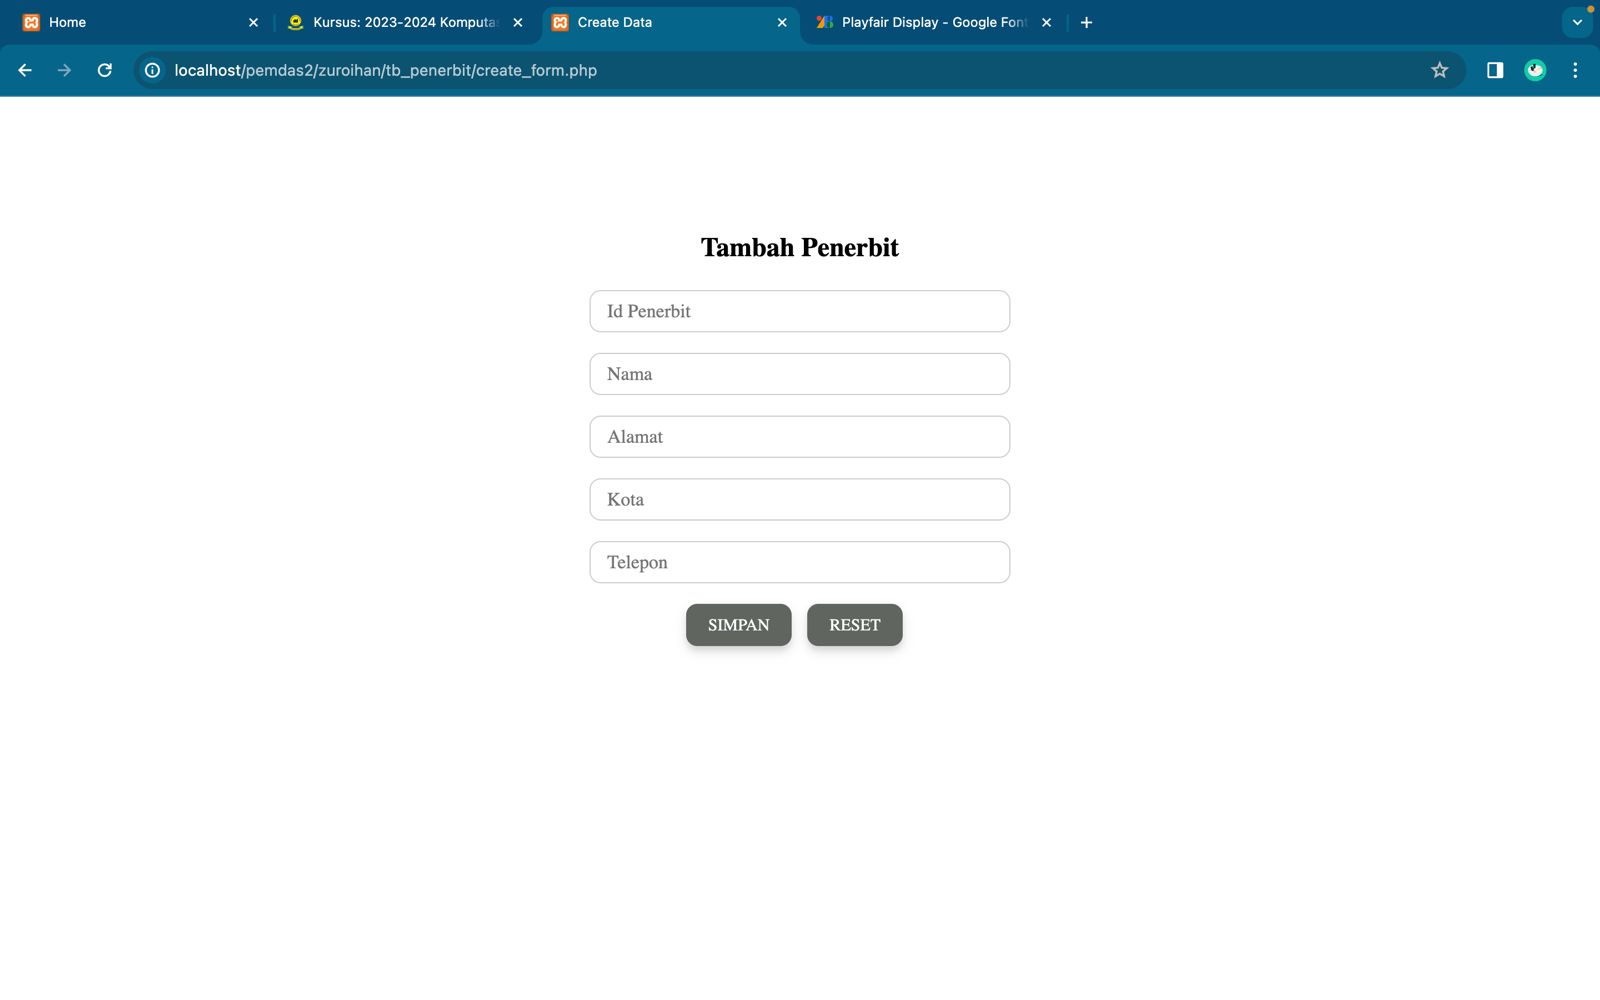 Home
Kursus: 2023-2024 Komputa
Create Data
Playfair Display - Google Font
localhost/pemdas2/zuroihan/tb_penerbit/create_form.php
Tambah Penerbit
Id Penerbit
Nama
Alamat
Kota
Telepon
SIMPAN RESET